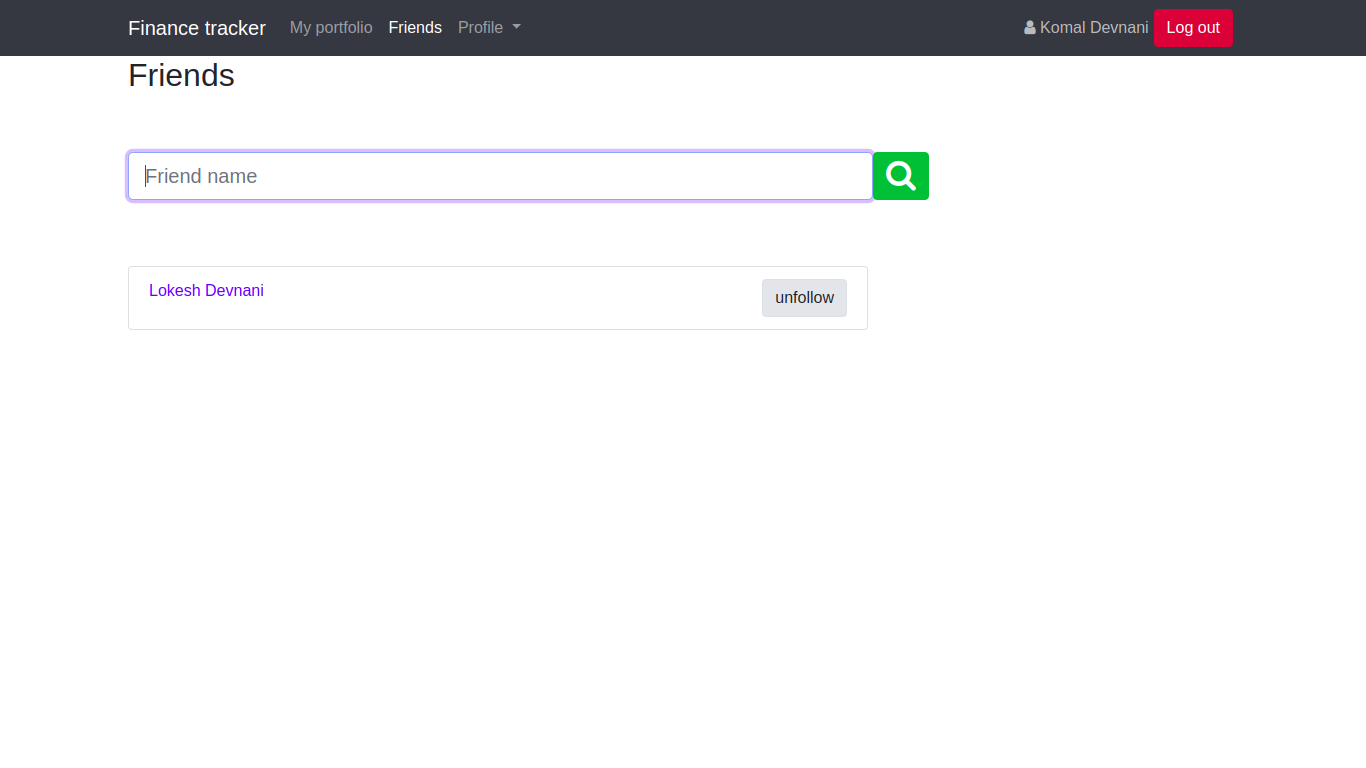 Finance tracker My portfolio Friends Profile Komal Devnani Log out
Friends
Friend name
Lokesh Devnani unfollow